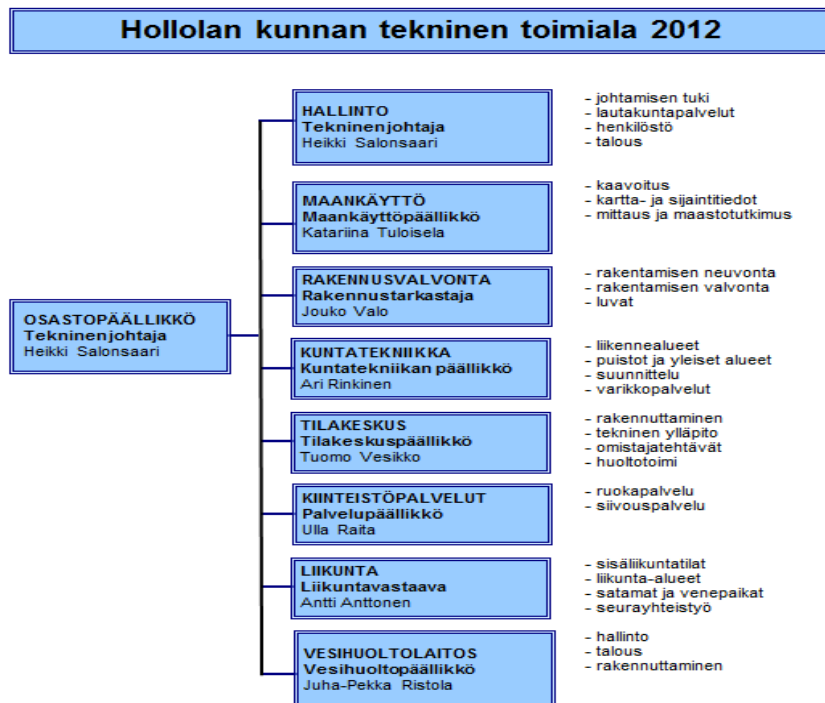 Hollolan kunnan tekninen toimiala 2012
OSASTOPÄÄLLIKKÖ
Tekninenjohtaja
Heikki Salonsaari
HALLINTO
Tekninenjohtaja
Heikki Salonsaari
- johtamisen tuki
- lautakuntapalvelut
- henkilöstö
- talous
MAANKÄYTTÖ
Maankäyttöpäällikkö
Katariina Tuloisela
- kaavoitus
- kartta- ja sijaintitiedot
- mittaus ja maastotutkimus
RAKENNUSVALVONTA
Rakennustarkastaja
Jouko Valo
- rakentamisen neuvonta
- rakentamisen valvonta
- luvat
KUNTATEKNIIKKA
Kuntatekniikan päällikkö
Ari Rinkinen
- liikennealueet
- puistot ja yleiset alueet
- suunnittelu
- varikkopalvelut
TILAKESKUS
Tilakeskuspäällikkö
Tuomo Vesikko
- rakennuttaminen
- tekninen ylläpito
- omistajatehtävät
- huoltotoimi
KIINTEISTÖPALVELUT
Palvelupäällikkö
Ulla Raita
- ruokapalvelu
- siivouspalvelu
LIIKUNTA
Liikuntavastaava
Antti Anttonen
- sisäliikuntatilat
- liikunta-alueet
- satamat ja venepaikat
- seurayhteistyö
VESIHUOLTOLAITOS
Vesihuoltopäällikkö
Juha-Pekka Ristola
- hallinto
- talous
- rakennuttaminen